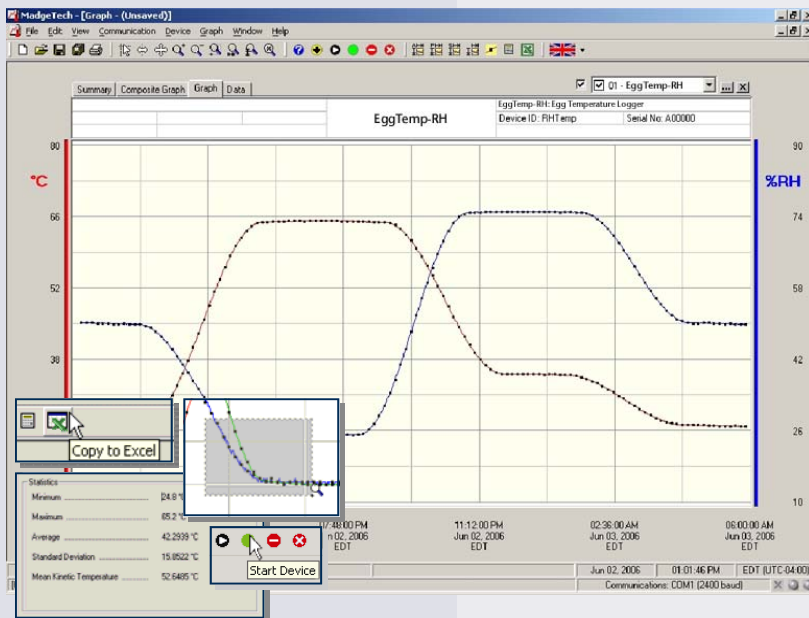 MadgeTech - [Graph - (Unsaved)]
File Edit View Communication Device Graph Window Help
Summary Composite Graph Graph Data
01 - EggTemp-RH
EggTemp-RH
EggTemp-RH: Egg Temperature Logger
Device ID: RHTemp Serial No: A00000
80 90
°C %RH
66 74
52 58
38 42
26
10
Copy to Excel
Statistics
Minimum 24.8
Maximum 65.2
Average 42.2939 °C
Standard Deviation 15.8522 °C
Mean Kinetic Temperature 52.6485 °C
Start Device
7:48:00 PM 11:12:00 PM 02:36:00 AM 06:00:00 AM
n 02, 2006 Jun 02, 2006 Jun 03, 2006 Jun 03, 2006
EDT EDT EDT EDT
Jun 02, 2006 01:01:46 PM EDT (UTC-04:00)
Communications: COM1 (2400 baud)